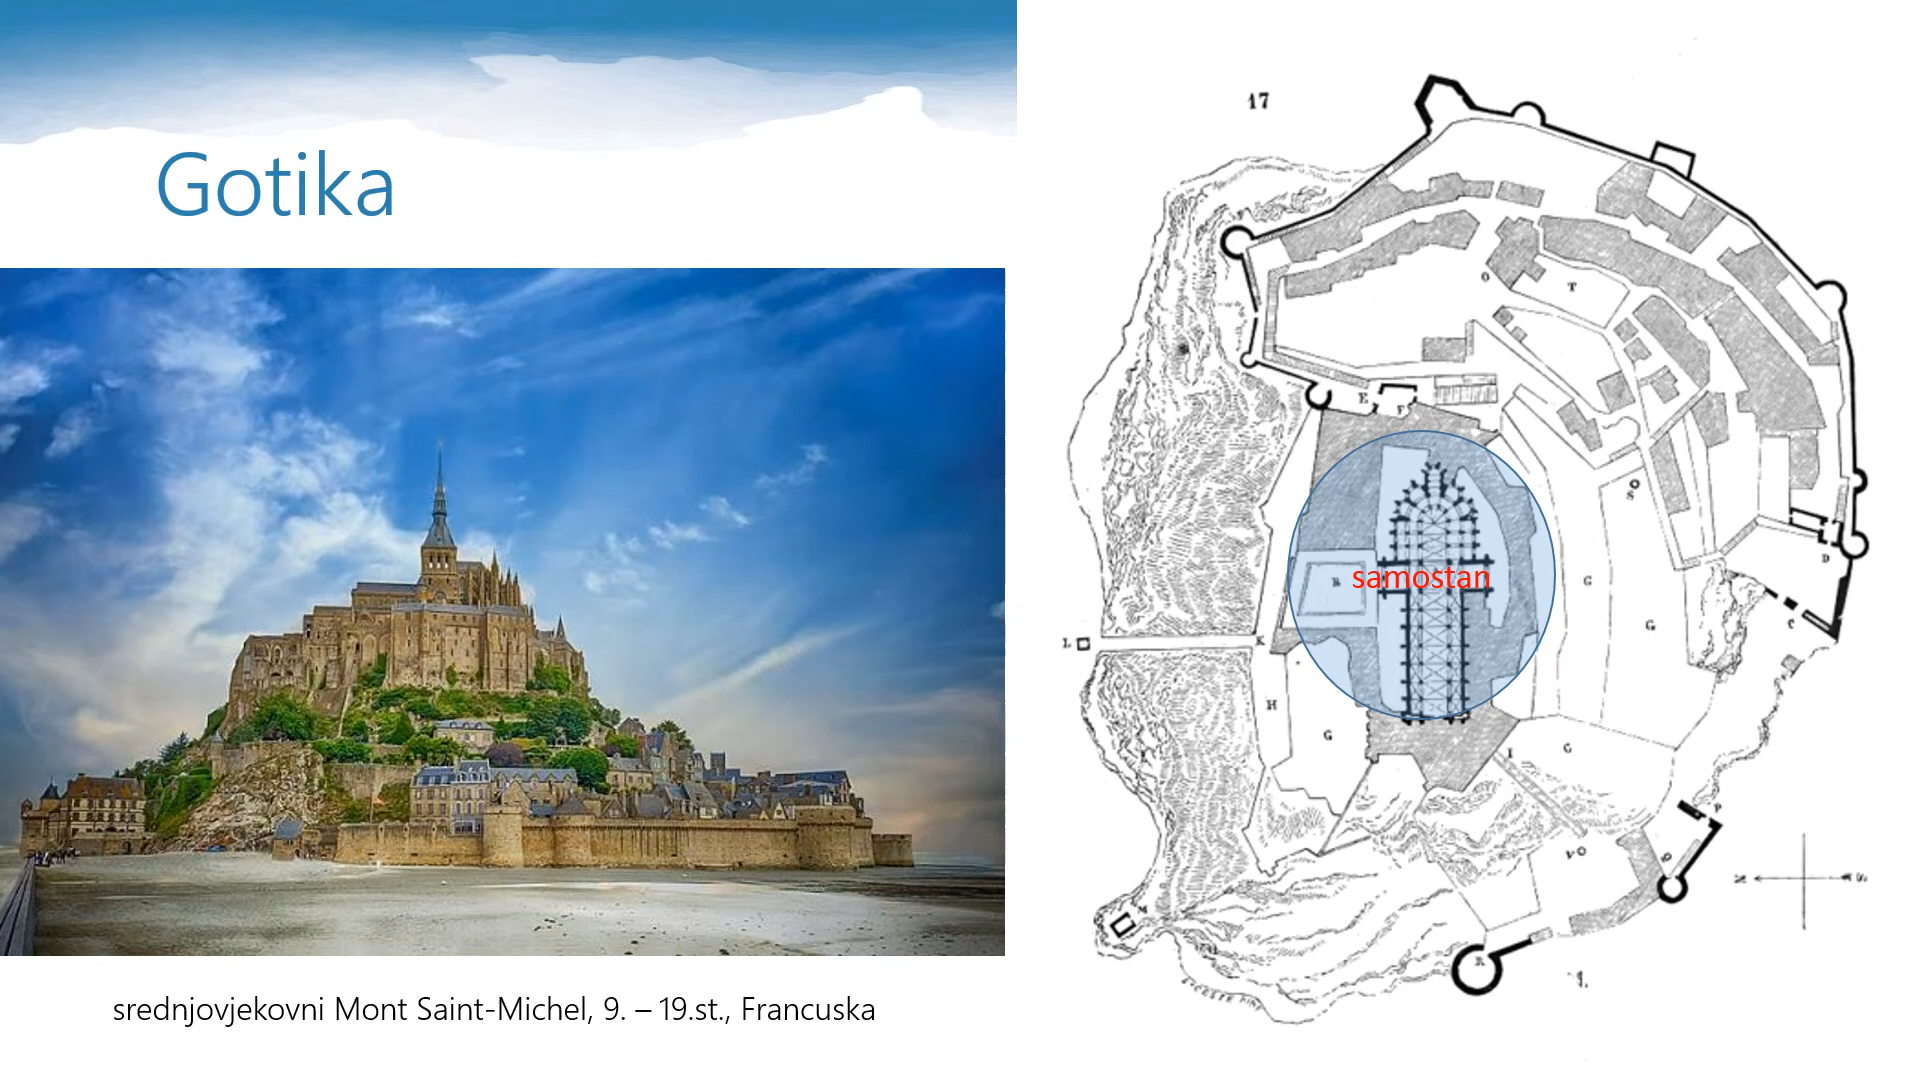 Gotika
srednjovjekovni Mont Saint-Michel, 9. – 19.st., Francuska
17
O
T
E
F
S
samostan
B
G
D
G
C
L
K
H
G
I
G
P
V
O
M
R